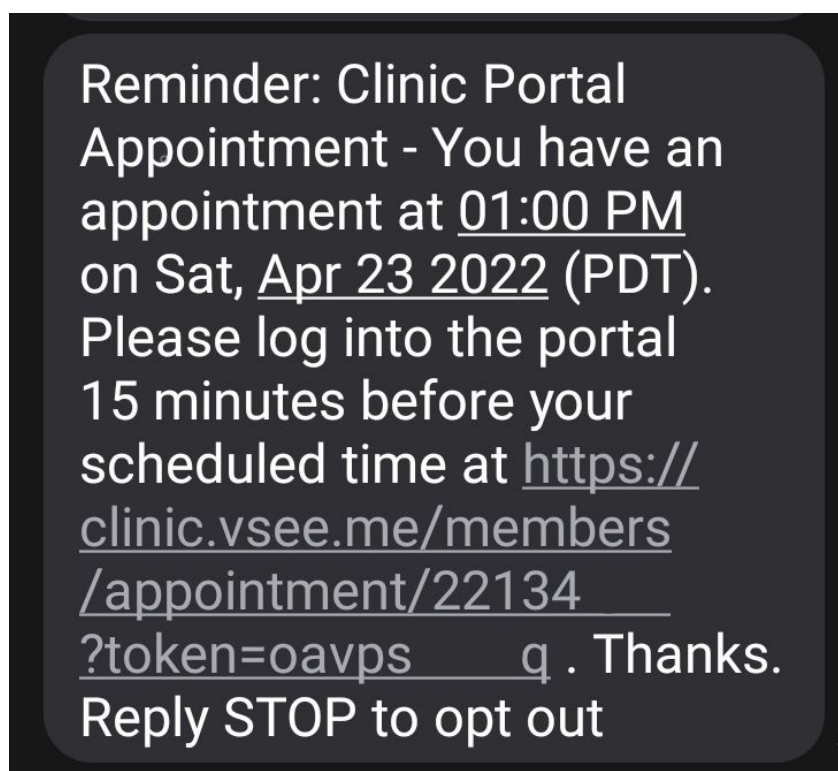 Reminder: Clinic Portal
Appointment - You have an
appointment at 01:00 PM
on Sat, Apr 23 2022 (PDT).
Please log into the portal
15 minutes before your
scheduled time at https://
clinic.vsee.me/members
/appointment/22134
?token=oavps q . Thanks.
Reply STOP to opt out